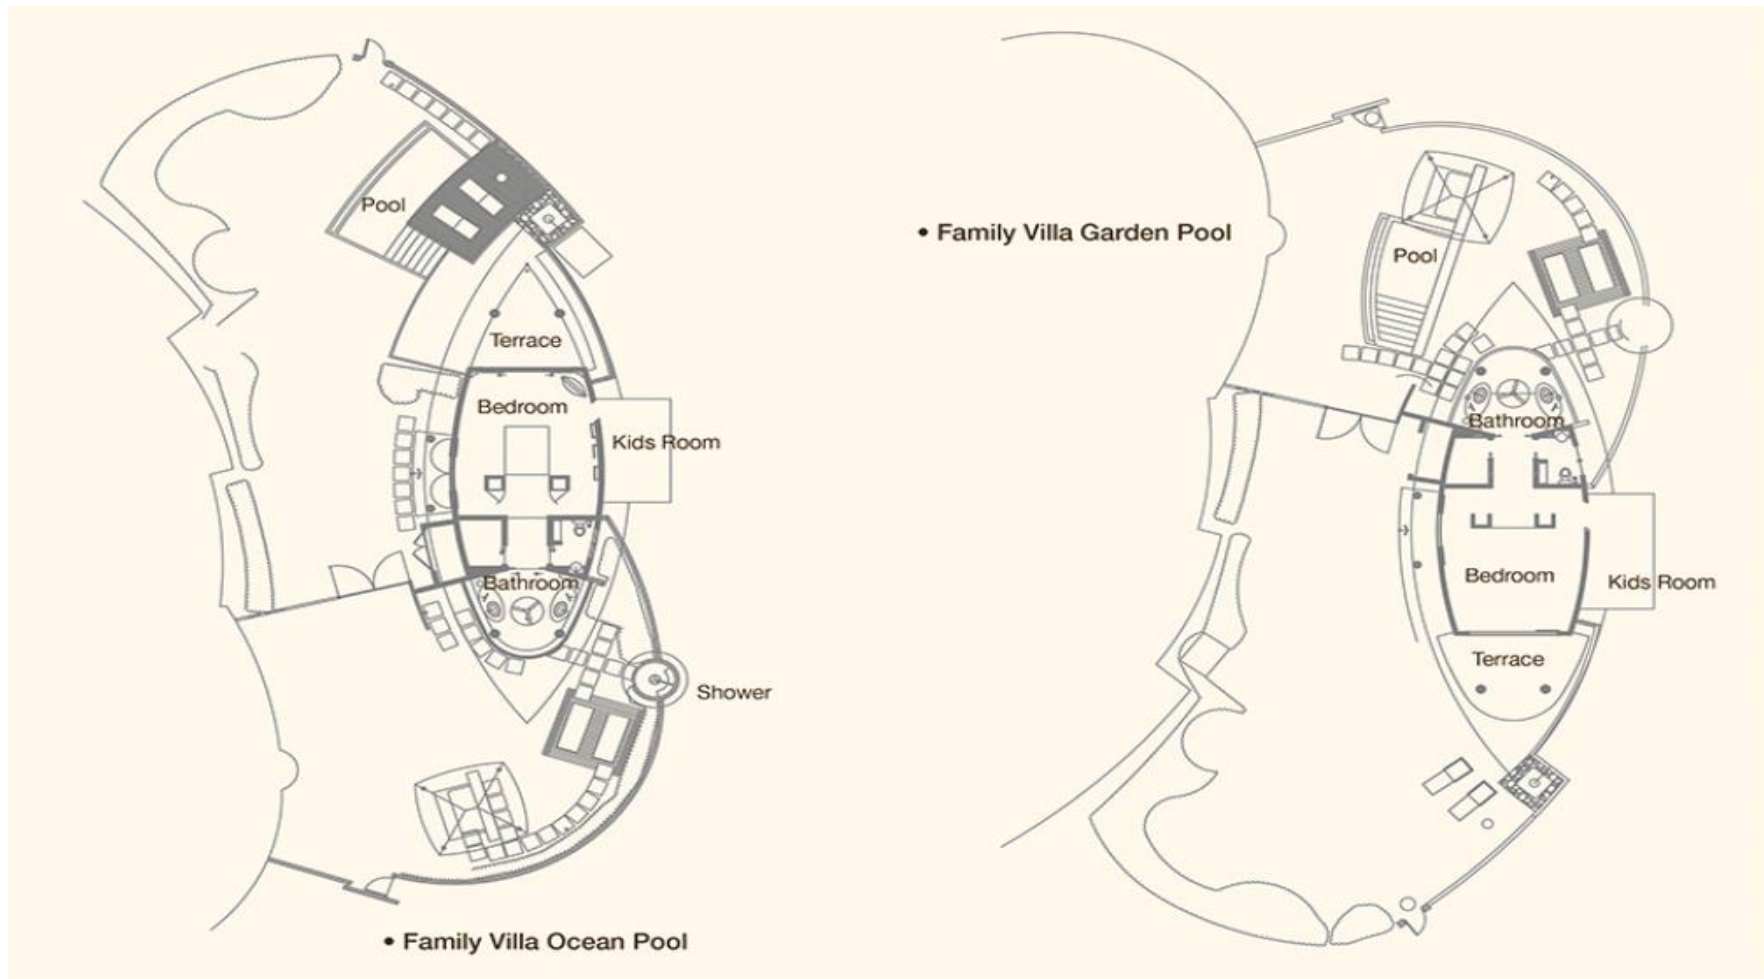 Pool
Terrace
Bedroom
Kids Room
Bathroom
Shower
• Family Villa Ocean Pool
• Family Villa Garden Pool
Pool
Bathroom
Bedroom
Kids Room
Terrace